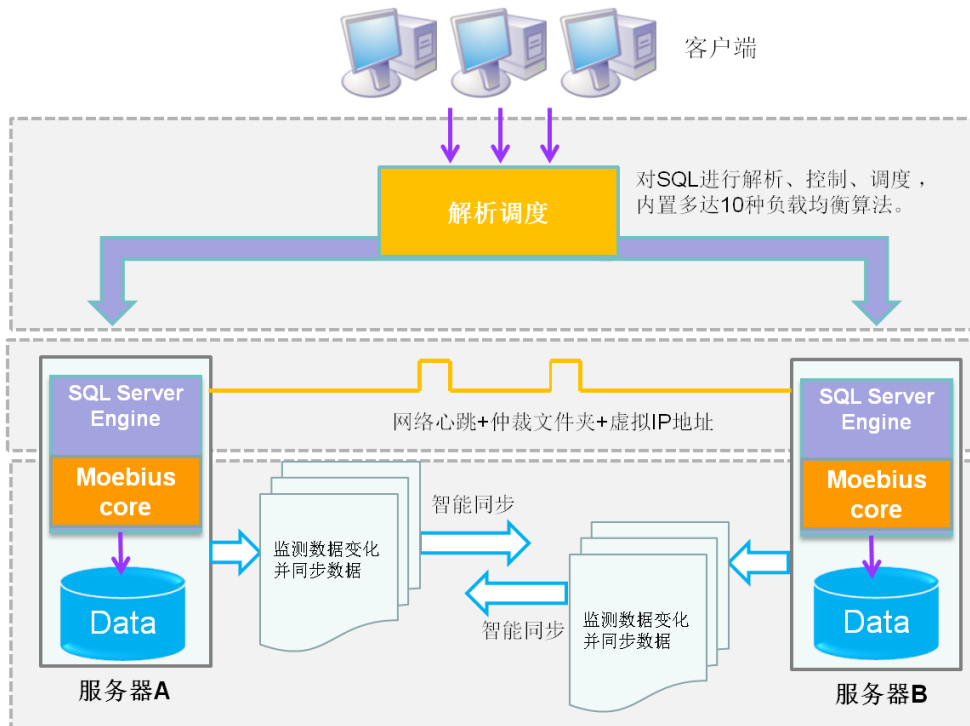 客户端
对SQL进行解析、控制、调度，
内置多达10种负载均衡算法。
解析调度
SQL Server
Engine
Moebius
core
Data
服务器A
网络心跳+仲裁文件夹+虚拟IP地址
监测数据变化
并同步数据
智能同步
智能同步
监测数据变化
并同步数据
SQL Server
Engine
Moebius
core
Data
服务器B